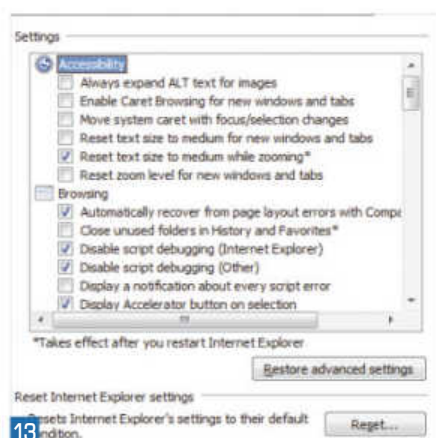 Settings
Accessibility
Always expand ALT text for images
Enable Caret Browsing for new windows and tabs
Move system caret with focus/selection changes
Reset text size to medium for new windows and tabs
Reset text size to medium while zooming*
Reset zoom level for new windows and tabs
Browsing
Automatically recover from page layout errors with Compa
Close unused folders in History and Favorites*
Disable script debugging (Internet Explorer)
Disable script debugging (Other)
Display a notification about every script error
Display Accelerator button on selection
*Takes effect after you restart Internet Explorer
Restore advanced settings
Reset Internet Explorer settings
Resets Internet Explorer's settings to their default
condition.
Reset...
13